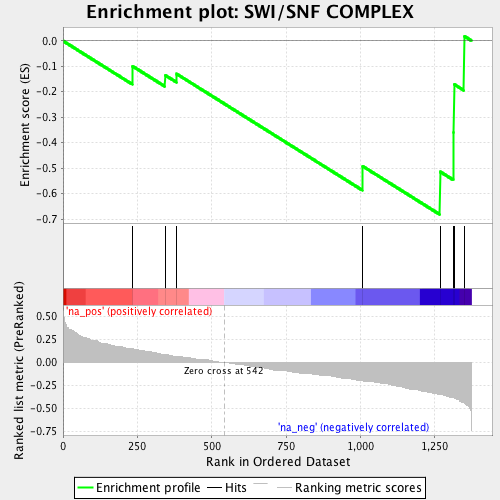 Enrichment plot: SWI/SNF COMPLEX
Enrichment score (ES)
0.0
-0.1
-0.2
-0.3
-0.4
-0.5
-0.6
-0.7
'na_pos' (positively correlated)
Ranked list metric (PreRanked)
0.50
0.25
0.00
-0.25
-0.50
-0.75
Zero cross at 542
'na_neg' (negatively correlated)
0 250 500 750 1,000 1,250
Rank in Ordered Dataset
Enrichment profile Hits Ranking metric scores